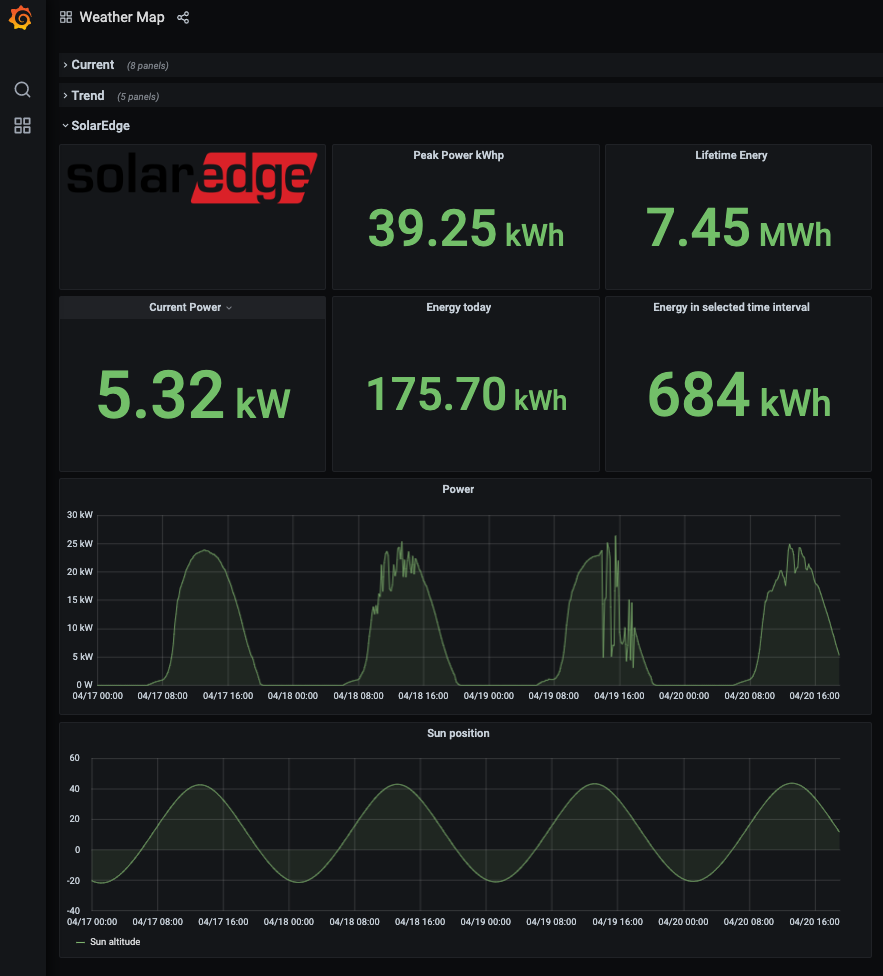 Weather Map
Current (8 panels)
Trend (5 panels)
SolarEdge
solaredge
Peak Power kWhp
39.25 kWh
Lifetime Enery
7.45 MWh
Current Power
5.32 kW
Energy today
175.70 kWh
Energy in selected time interval
684 kWh
Power
30 kW
25 kW
20 kW
15 kW
10 kW
5 kW
0 W
04/17 00:00 04/17 08:00 04/17 16:00 04/18 00:00 04/18 08:00 04/18 16:00 04/19 00:00 04/19 08:00 04/19 16:00 04/20 00:00 04/20 08:00 04/20 16:00
Sun position
60
40
20
0
-20
-40
04/17 00:00 04/17 08:00 04/17 16:00 04/18 00:00 04/18 08:00 04/18 16:00 04/19 00:00 04/19 08:00 04/19 16:00 04/20 00:00 04/20 08:00 04/20 16:00
Sun altitude